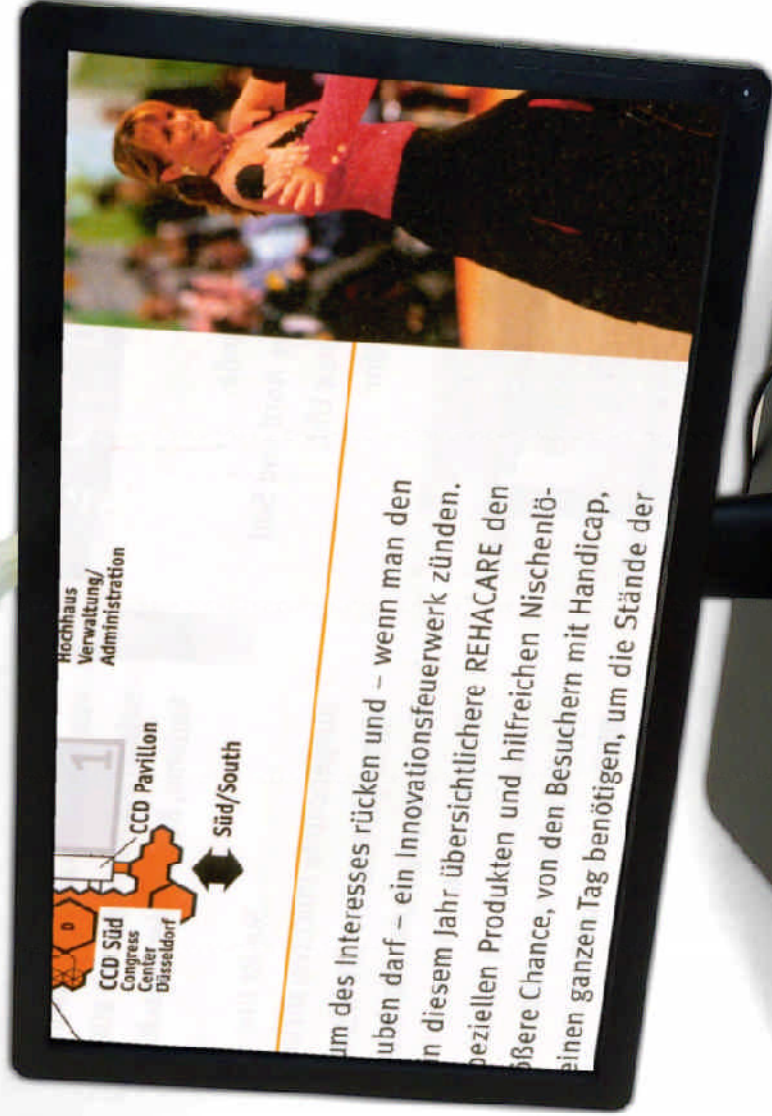 Hochhaus
Verwaltung/
Administration
1
CCD Pavillon
D
CCD Süd
Congress
Center
Düsseldorf
Süd/South
um des Interesses rücken und – wenn man den
uben darf – ein Innovationsfeuerwerk zünden.
n diesem Jahr übersichtlichere REHACARE den
peziellen Produkten und hilfreichen Nischenlö-
ößere Chance, von den Besuchern mit Handicap,
einen ganzen Tag benötigen, um die Stände der